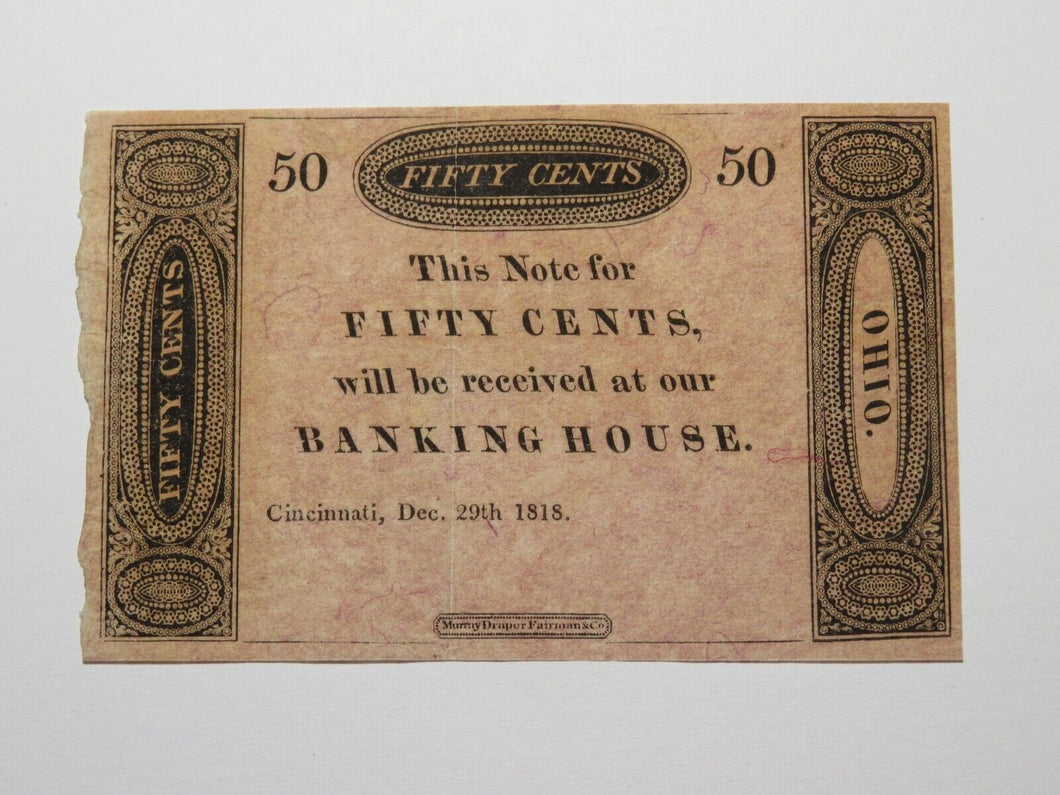 50 FIFTY CENTS 50
FIFTY CENTS
This Note for
FIFTY CENTS,
will be received at our
BANKING HOUSE.
Cincinnati, Dec. 29th 1818.
OHIO.
Murray Draper Fairman & Co.